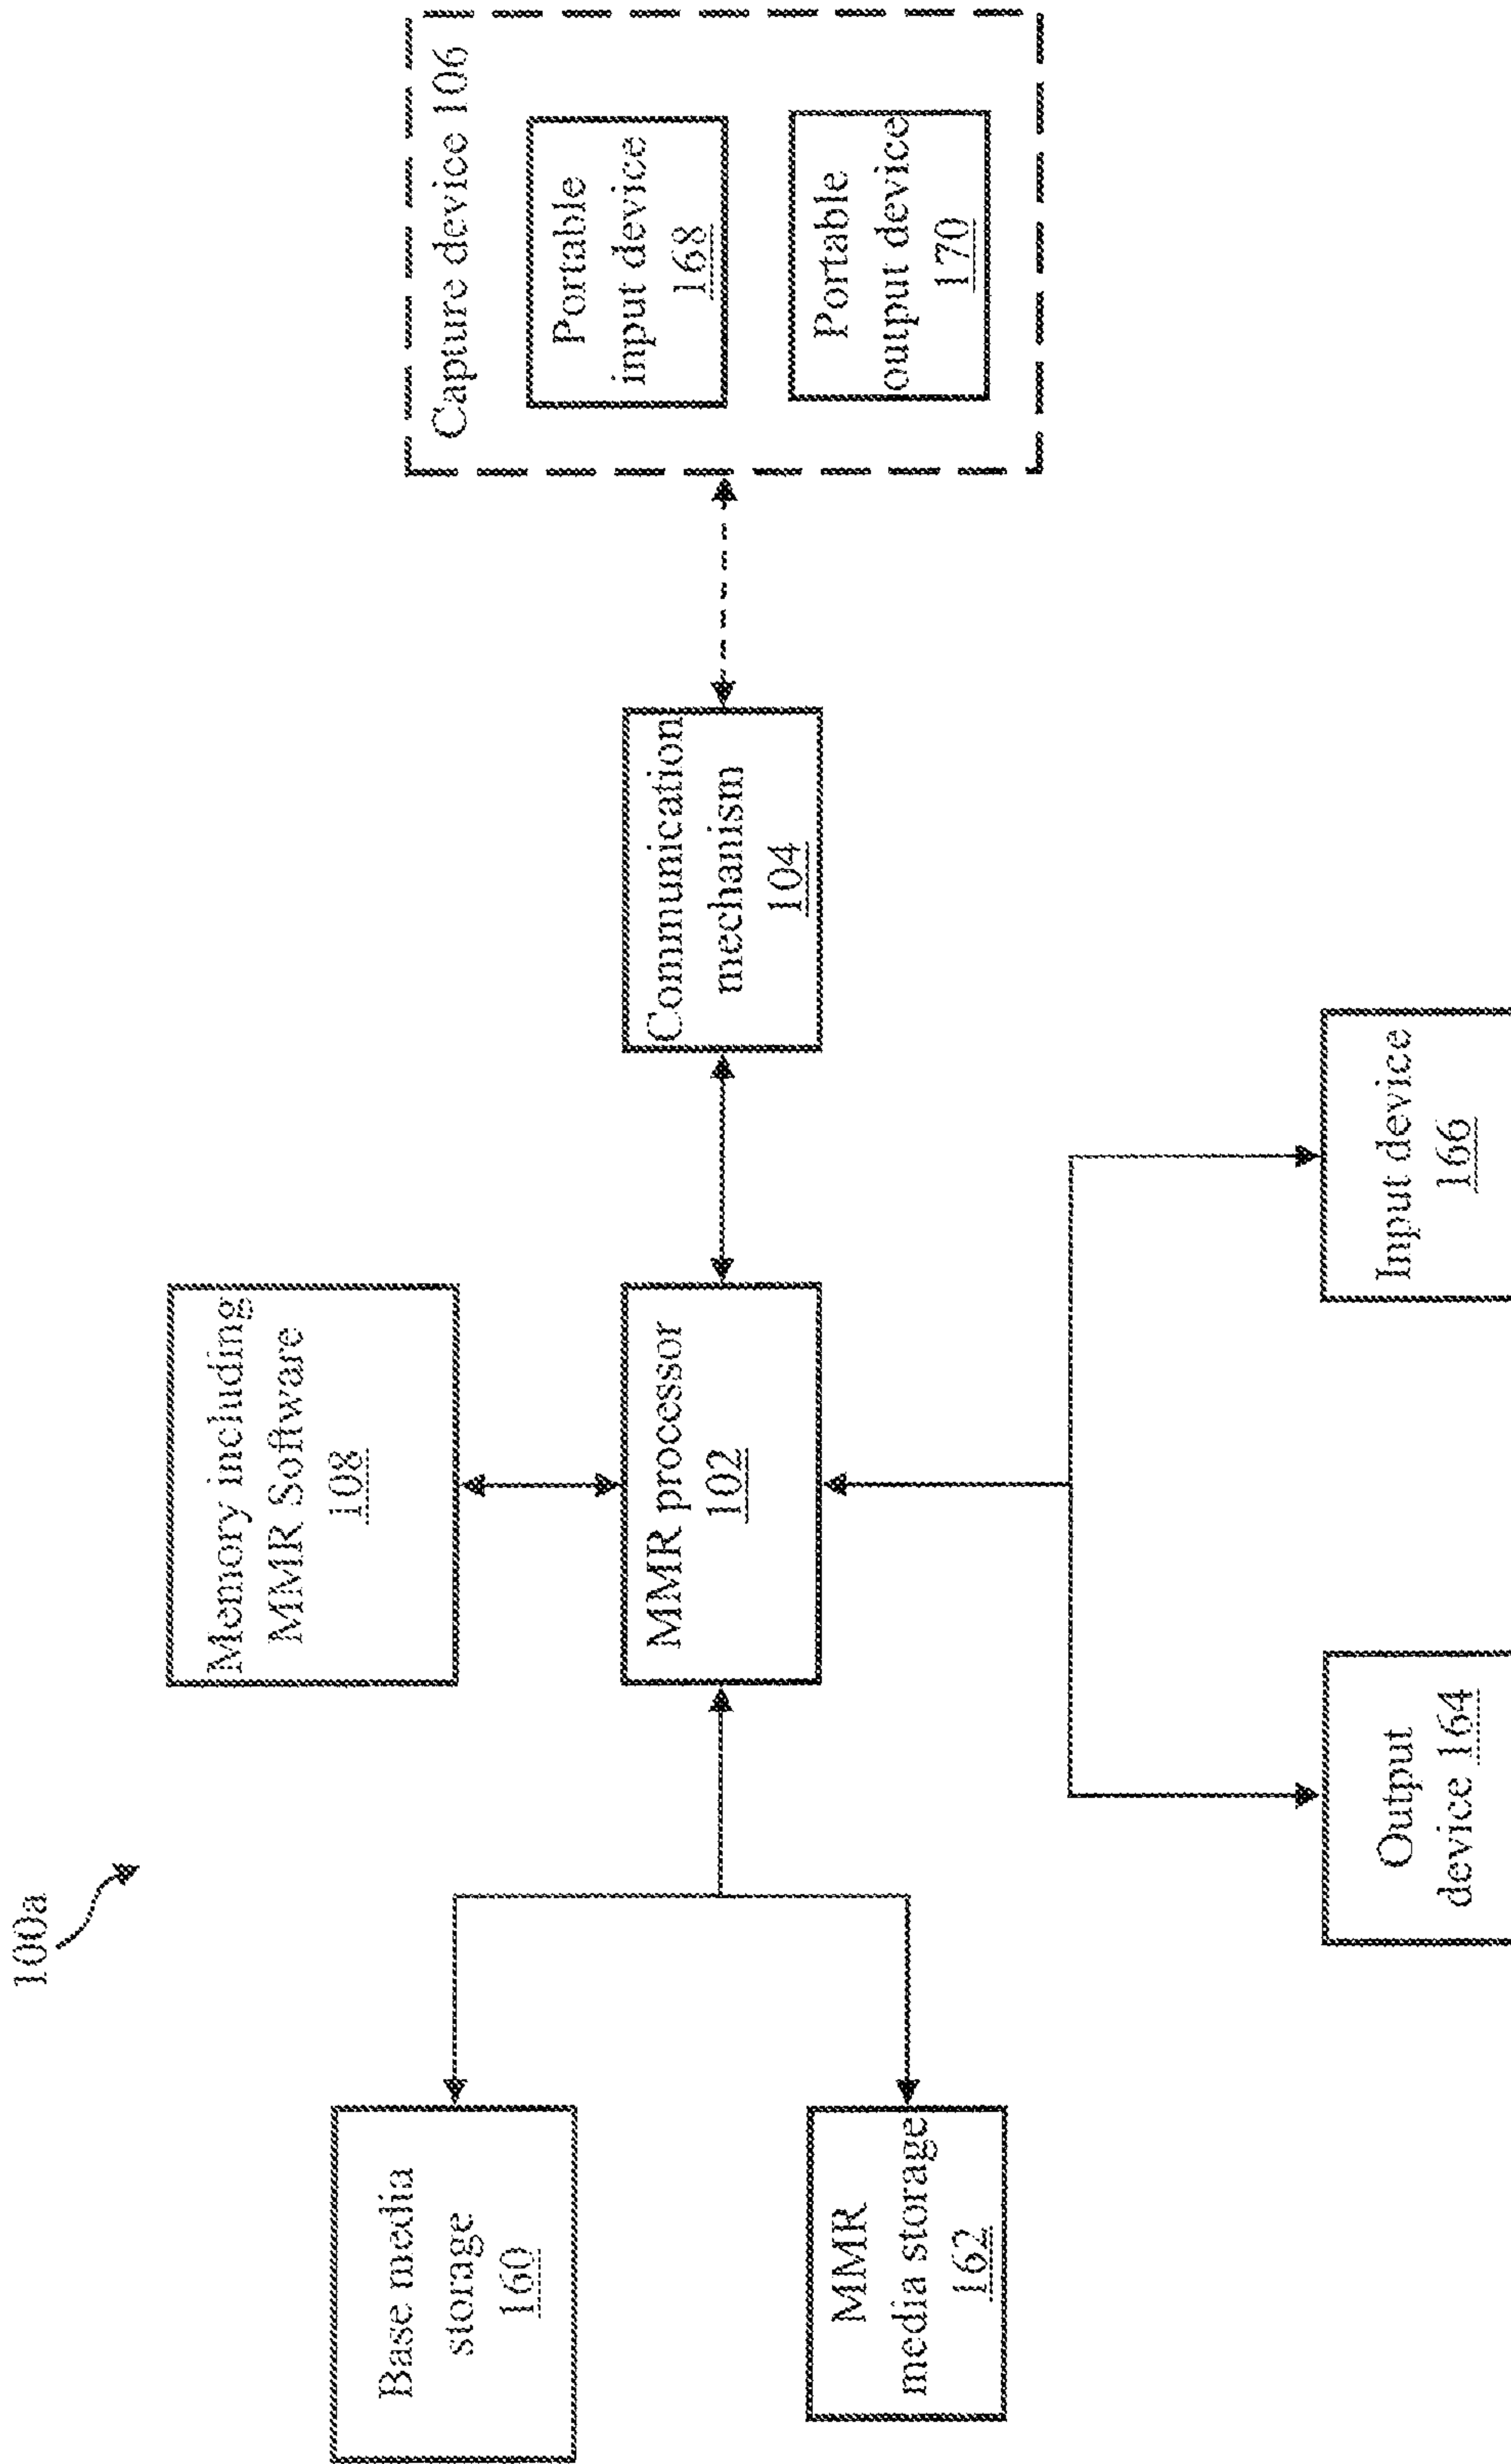 100a
Memory including
MMR Software
108
Base media
storage
160
MMR
media storage
162
MMR processor
102
Communication
mechanism
104
Capture device 106
Portable
input device
168
Portable
output device
170
Output
device 164
Input device
166